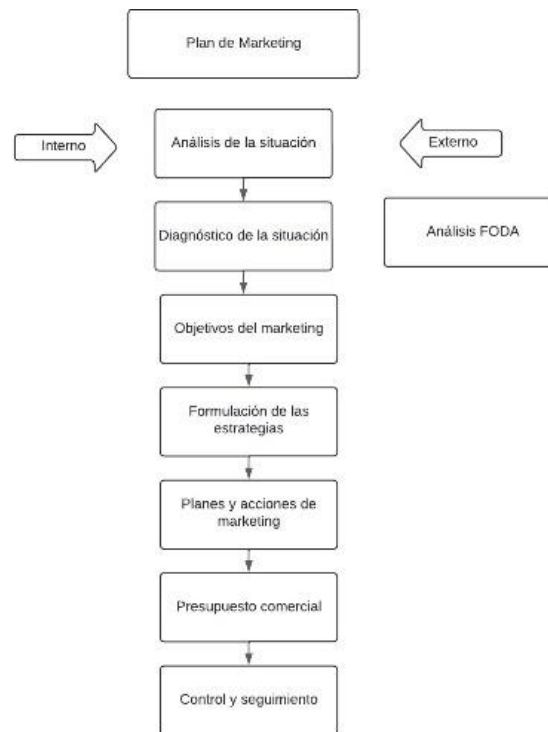 Plan de Marketing
Interno
Análisis de la situación
Externo
Diagnóstico de la situación
Análisis FODA
Objetivos del marketing
Formulación de las
estrategias
Planes y acciones de
marketing
Presupuesto comercial
Control y seguimiento